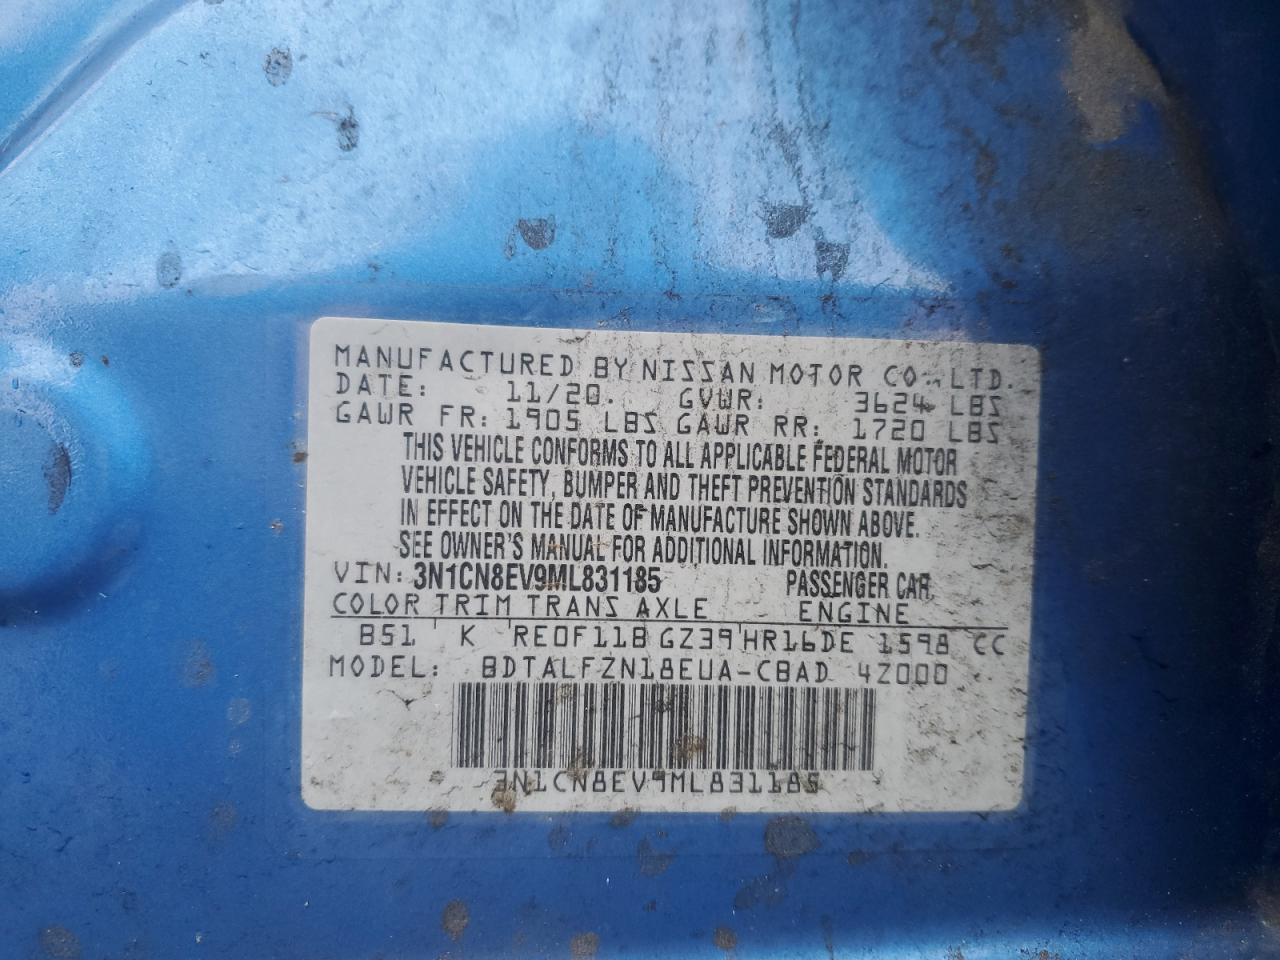 MANUFACTURED BY NISSAN MOTOR CO., LTD.
DATE: 11/20. GVWR: 3624 LBS
GAWR FR: 1905 LBS GAWR RR: 1720 LBS
THIS VEHICLE CONFORMS TO ALL APPLICABLE FEDERAL MOTOR
VEHICLE SAFETY, BUMPER AND THEFT PREVENTION STANDARDS
IN EFFECT ON THE DATE OF MANUFACTURE SHOWN ABOVE.
SEE OWNER'S MANUAL FOR ADDITIONAL INFORMATION.
VIN: 3N1CN8EV9ML831185 PASSENGER CAR
COLOR TRIM TRANS AXLE ENGINE
B51 K RE0F11B GZ39 HR16DE 1598 CC
MODEL: BDTALFZN18EUA-CBAD 4Z000
3N1CN8EV9ML831185